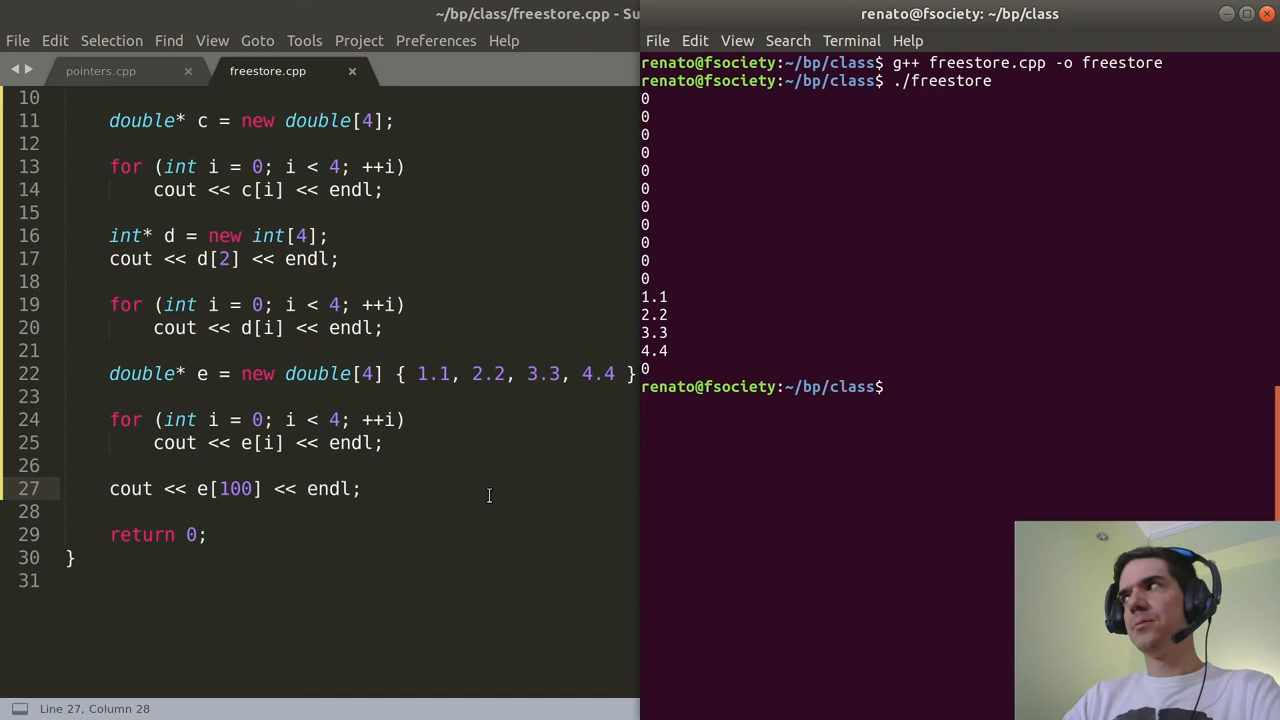 ~/bp/class/freestore.cpp - Su
File Edit Selection Find View Goto Tools Project Preferences Help
pointers.cpp × freestore.cpp ×
10
11 double* c = new double[4];
12
13 for (int i = 0; i < 4; ++i)
14 cout << c[i] << endl;
15
16 int* d = new int[4];
17 cout << d[2] << endl;
18
19 for (int i = 0; i < 4; ++i)
20 cout << d[i] << endl;
21
22 double* e = new double[4] { 1.1, 2.2, 3.3, 4.4 }
23
24 for (int i = 0; i < 4; ++i)
25 cout << e[i] << endl;
26
27 cout << e[100] << endl;
28
29 return 0;
30 }
31
Line 27, Column 28
renato@fsociety: ~/bp/class
File Edit View Search Terminal Help
renato@fsociety:~/bp/class$ g++ freestore.cpp -o freestore
renato@fsociety:~/bp/class$ ./freestore
0
0
0
0
0
0
0
0
0
0
0
1.1
2.2
3.3
4.4
0
renato@fsociety:~/bp/class$